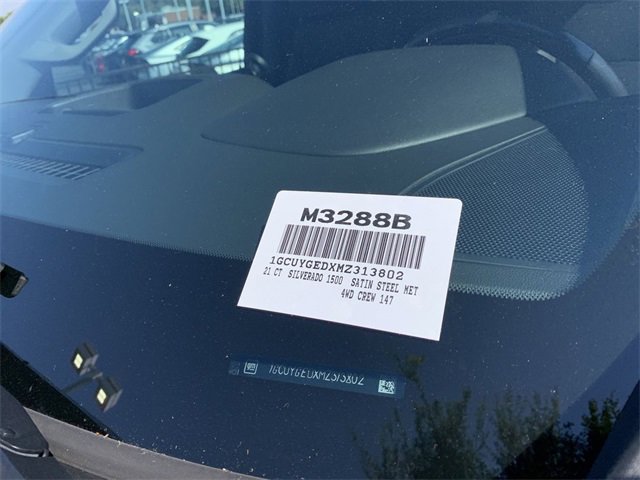 M3288B
1GCUYGEDXMZ313802
21 CT SILVERADO 1500 SATIN STEEL MET
4WD CREW 147
1GCUYGEDXMZ313802